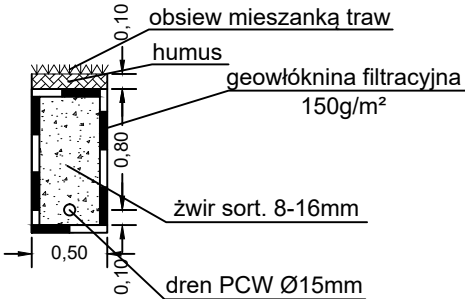 0,10
obsiew mieszanką traw
humus
geowłóknina filtracyjna
150g/m²
0,80
żwir sort. 8-16mm
0,50
0,10
dren PCW Ø15mm